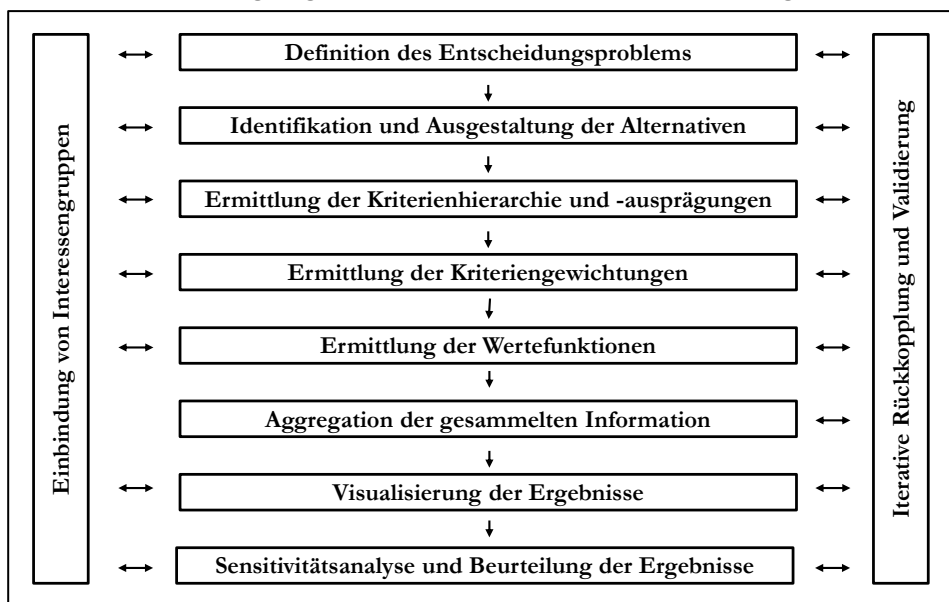 Einbindung von Interessengruppen
Definition des Entscheidungsproblems
Identifikation und Ausgestaltung der Alternativen
Ermittlung der Kriterienhierarchie und -ausprägungen
Ermittlung der Kriteriengewichtungen
Ermittlung der Wertefunktionen
Aggregation der gesammelten Information
Visualisierung der Ergebnisse
Sensitivitätsanalyse und Beurteilung der Ergebnisse
Iterative Rückkopplung und Validierung